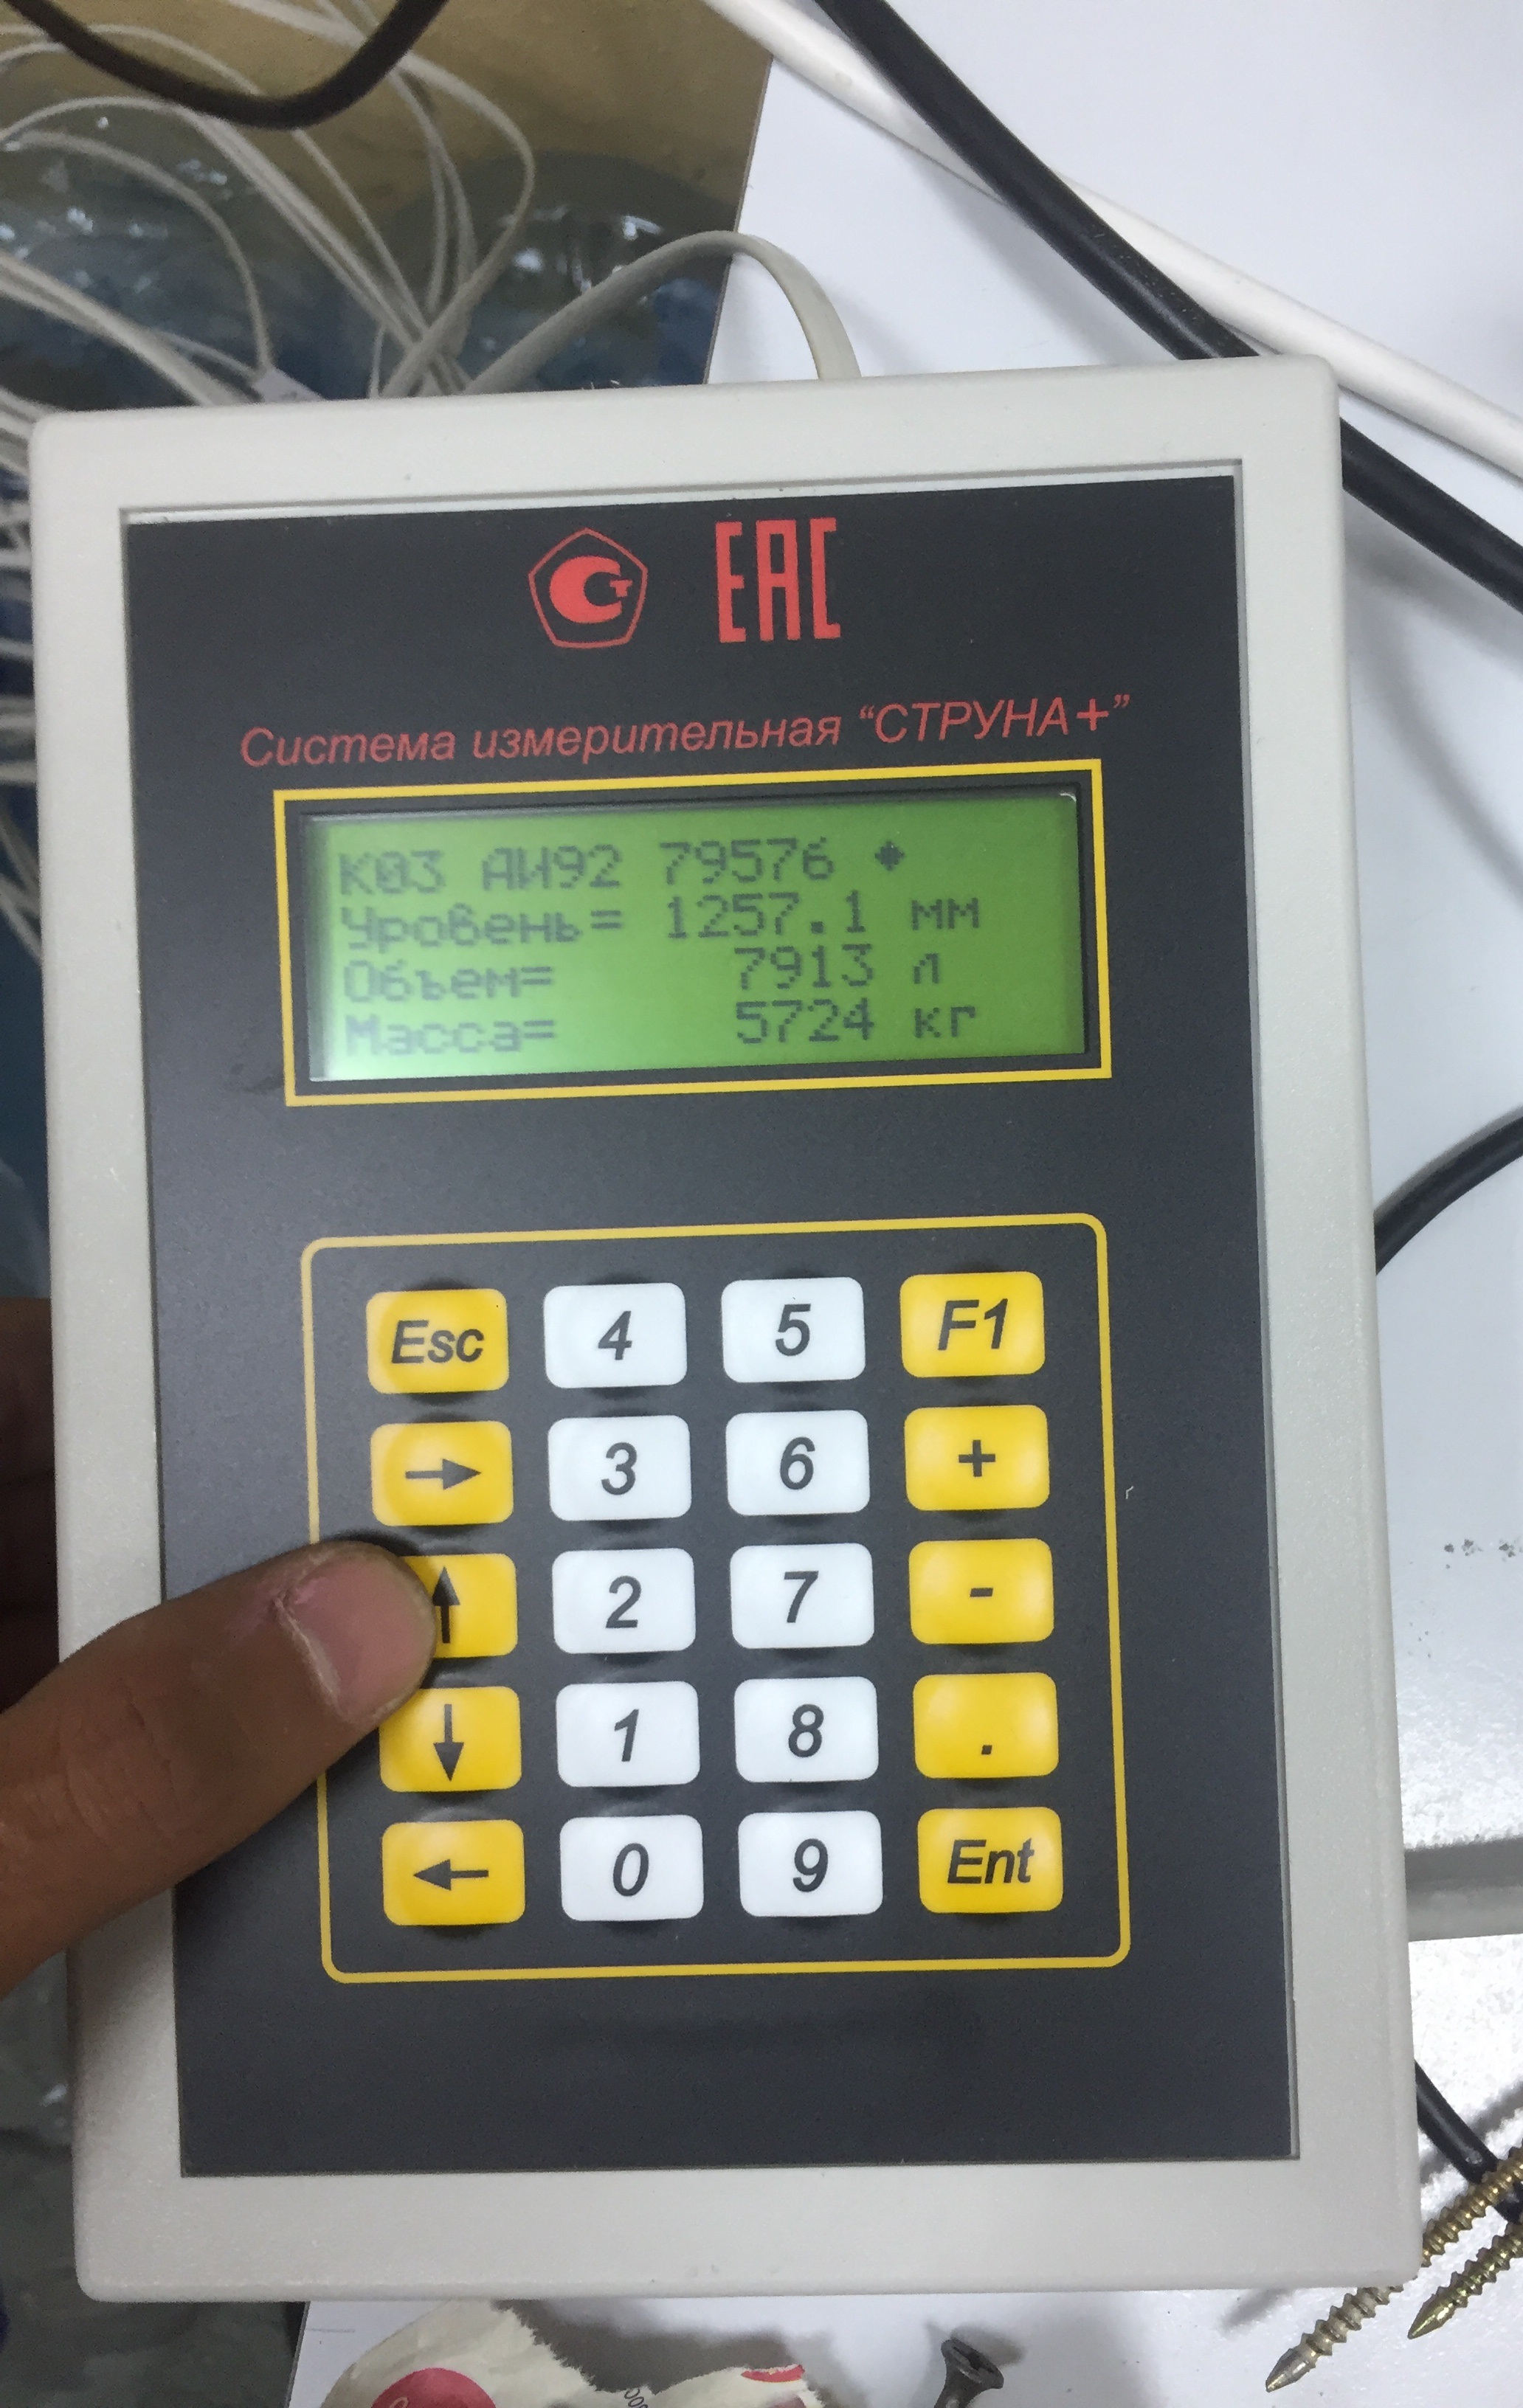 ЕАС
Система измерительная “СТРУНА+”
К03 АИ92 79576
Уровень= 1257.1 мм
Объем= 7913 л
Масса= 5724 кг
Esc 4 5 F1
→ 3 6 +
↑ 2 7 -
↓ 1 8 .
← 0 9 Ent